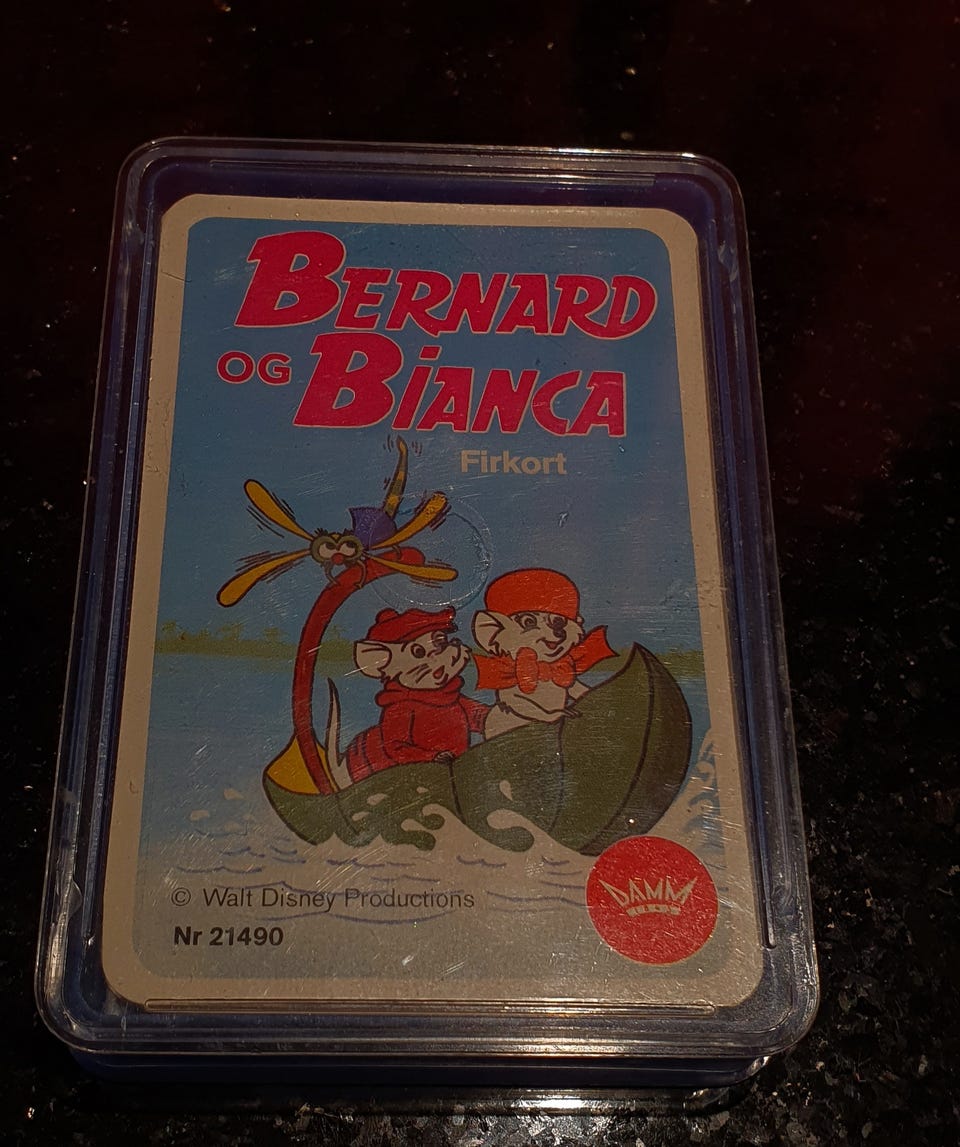 BERNARD
OG BIANCA
Firkort
© Walt Disney Productions
Nr 21490
DAMM